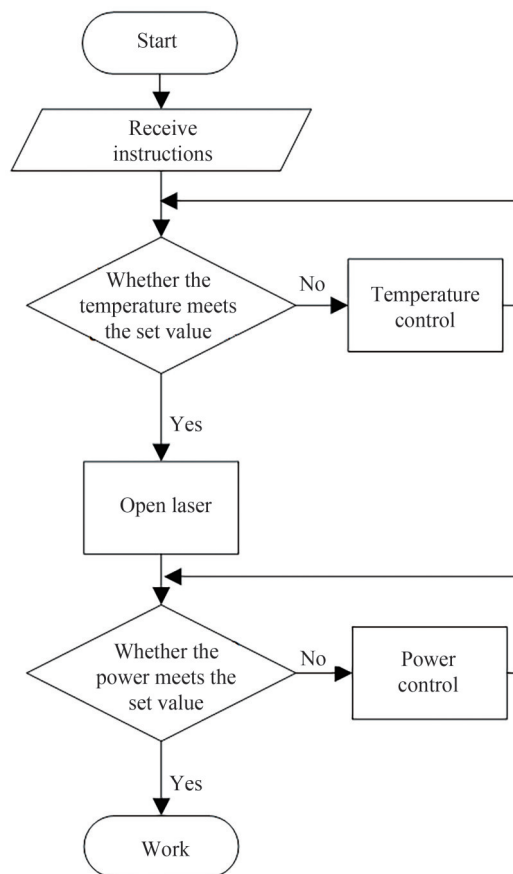 Start
Receive
instructions
Whether the
temperature meets
the set value
No
Temperature
control
Yes
Open laser
Whether the
power meets the
set value
No
Power
control
Yes
Work